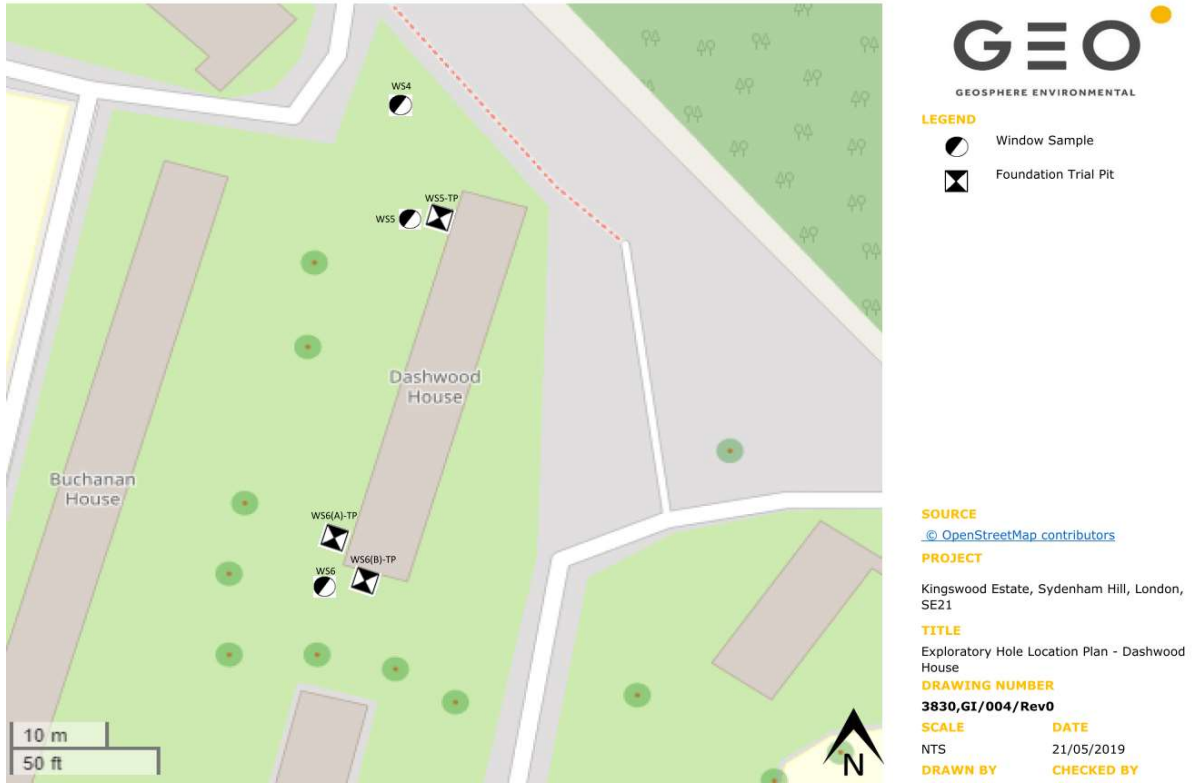 WS4
WS5-TP
WS5
Dashwood
House
Buchanan
House
WS6(A)-TP
WS6(B)-TP
WS6
10 m
50 ft
N
GEO
GEOSPHERE ENVIRONMENTAL
LEGEND
Window Sample
Foundation Trial Pit
SOURCE
© OpenStreetMap contributors
PROJECT
Kingswood Estate, Sydenham Hill, London,
SE21
TITLE
Exploratory Hole Location Plan - Dashwood
House
DRAWING NUMBER
3830,GI/004/Rev0
SCALE DATE
NTS 21/05/2019
DRAWN BY CHECKED BY